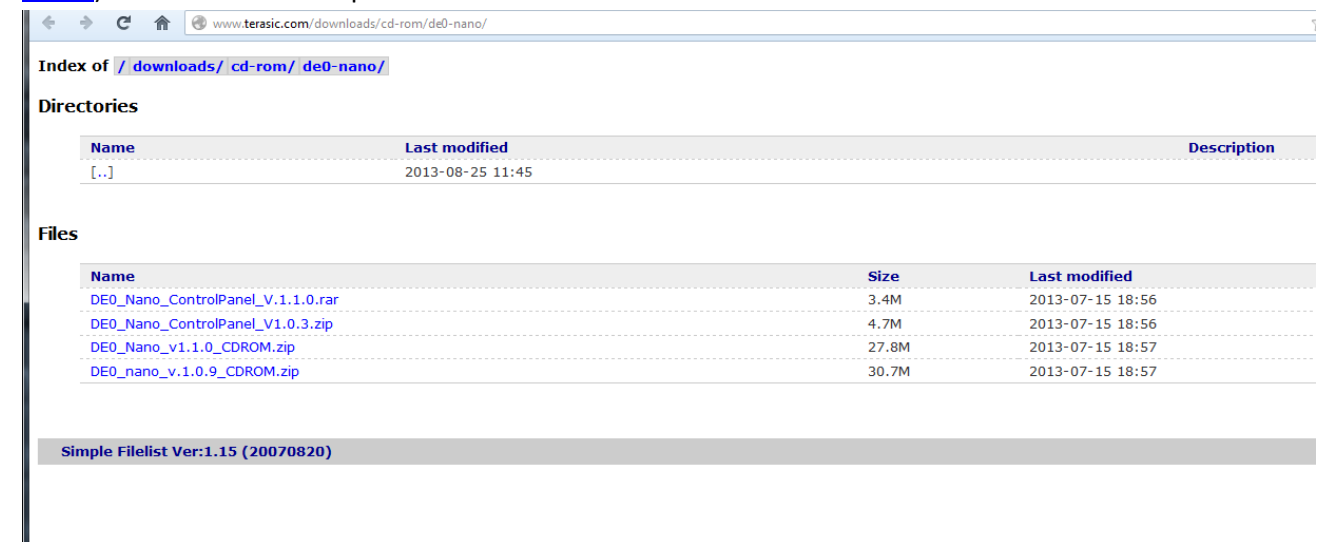 www.terasic.com/downloads/cd-rom/de0-nano/
Index of / downloads/ cd-rom/ de0-nano/
Directories
Name Last modified Description
[..] 2013-08-25 11:45
Files
Name Size Last modified
DE0_Nano_ControlPanel_V.1.1.0.rar 3.4M 2013-07-15 18:56
DE0_Nano_ControlPanel_V1.0.3.zip 4.7M 2013-07-15 18:56
DE0_Nano_v1.1.0_CDROM.zip 27.8M 2013-07-15 18:57
DE0_nano_v.1.0.9_CDROM.zip 30.7M 2013-07-15 18:57
Simple Filelist Ver:1.15 (20070820)